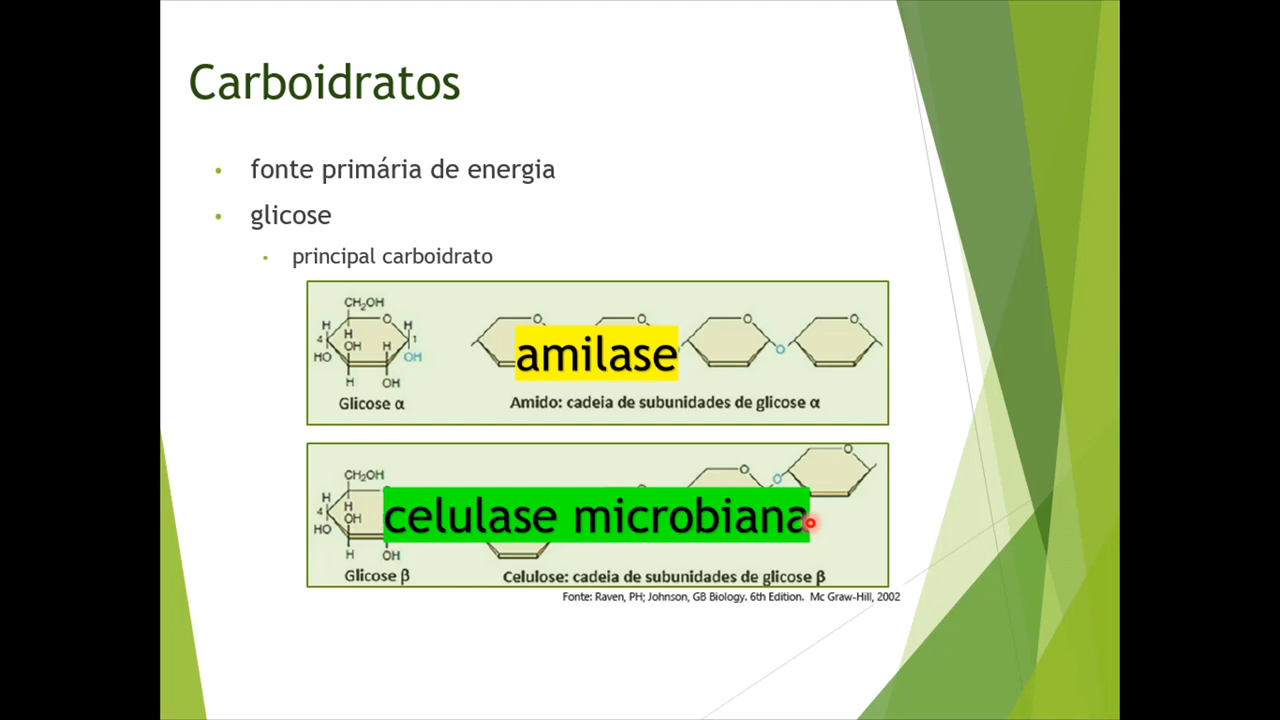 Carboidratos
• fonte primária de energia
• glicose
• principal carboidrato
CH₂OH
H O H
4 H 1
OH H
HO OH
H OH
Glicose α
O O O O
O
amilase
Amido: cadeia de subunidades de glicose α
CH₂OH
H
4 H
OH
HO
H OH
Glicose β
O O
O
celulase microbiana
Celulose: cadeia de subunidades de glicose β
Fonte: Raven, PH; Johnson, GB Biology. 6th Edition. Mc Graw-Hill, 2002